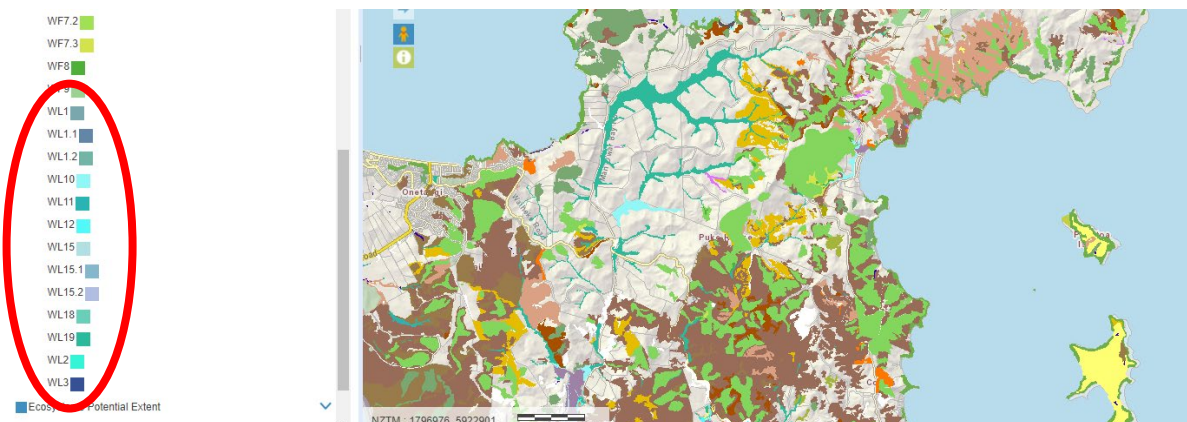 WF7.2
WF7.3
WF8
WF9
WL1
WL1.1
WL1.2
WL10
WL11
WL12
WL15
WL15.1
WL15.2
WL18
WL19
WL2
WL3
Potential Extent
Onetangi
NZTM : 1796976, 5922901